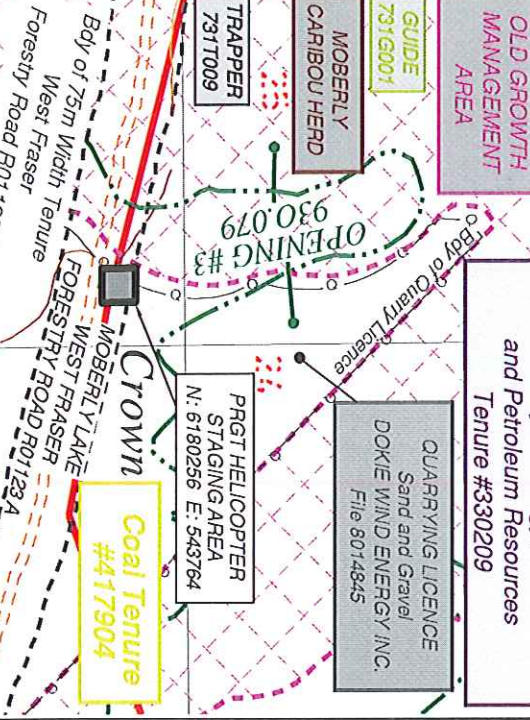 OLD GROWTH
MANAGEMENT
AREA
GUIDE
731G001
MOBERLY
CARIBOU HERD
TRAPPER
731T009
and Petroleum Resources
Tenure #330209
OPENING #3
930.079
Bdy of Quarry Licence
QUARRYING LICENCE
Sand and Gravel
DOKIE WIND ENERGY INC.
File 8014845
PRGT HELICOPTER
STAGING AREA
N: 6180256 E: 543764
Crown
Coal Tenure
#417904
MOBERLY LAKE
WEST FRASER
FORESTRY ROAD R01123 A
Bdy of 75m Width Tenure
West Fraser
Forestry Road